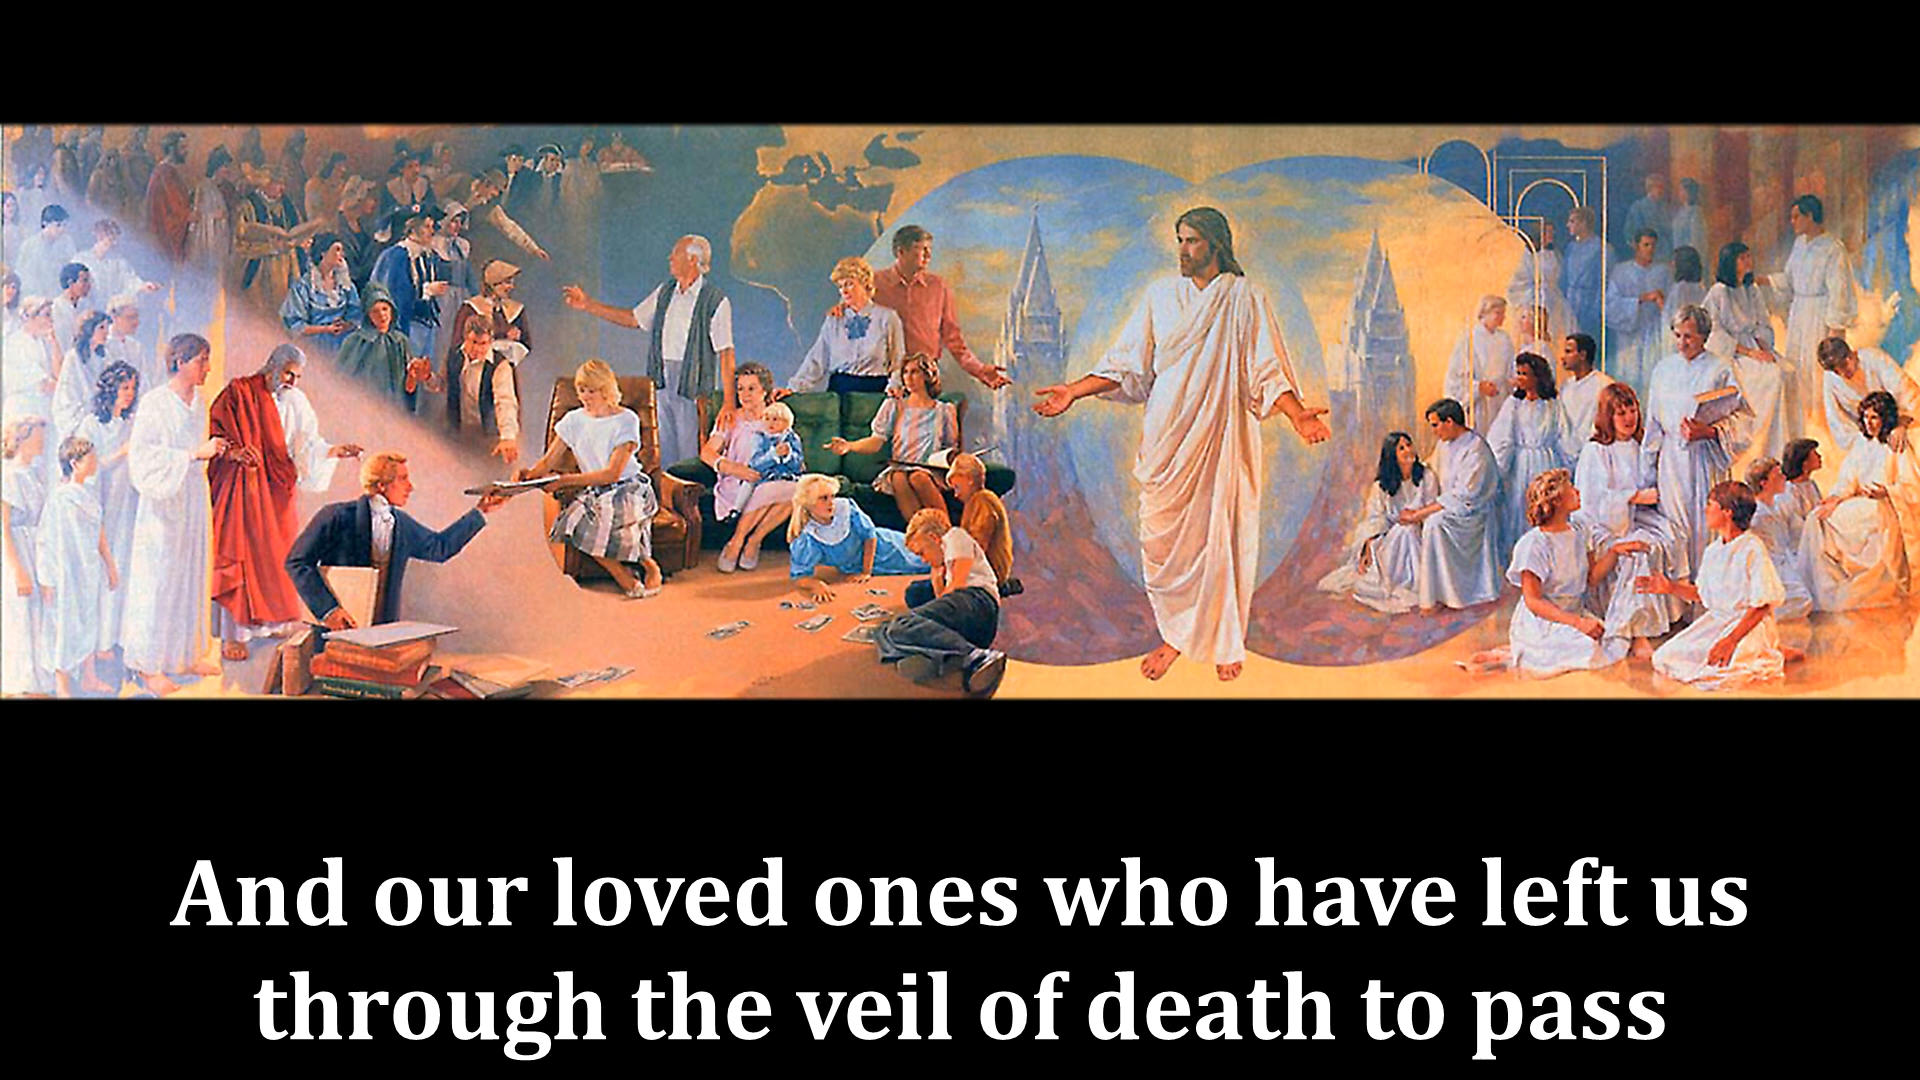 And our loved ones who have left us
through the veil of death to pass